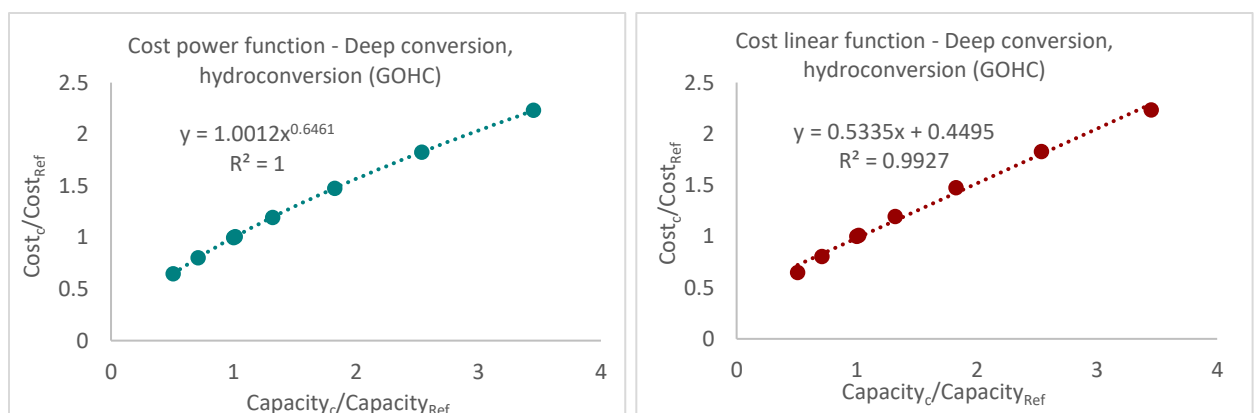 Cost power function - Deep conversion,
hydroconversion (GOHC)
2.5
2
1.5
1
0.5
0
y = 1.0012x^0.6461
R² = 1
Cost_c/Cost_Ref
0 1 2 3 4
Capacity_c/Capacity_Ref
Cost linear function - Deep conversion,
hydroconversion (GOHC)
2.5
2
1.5
1
0.5
0
y = 0.5335x + 0.4495
R² = 0.9927
Cost_c/Cost_Ref
0 1 2 3 4
Capacity_c/Capacity_Ref